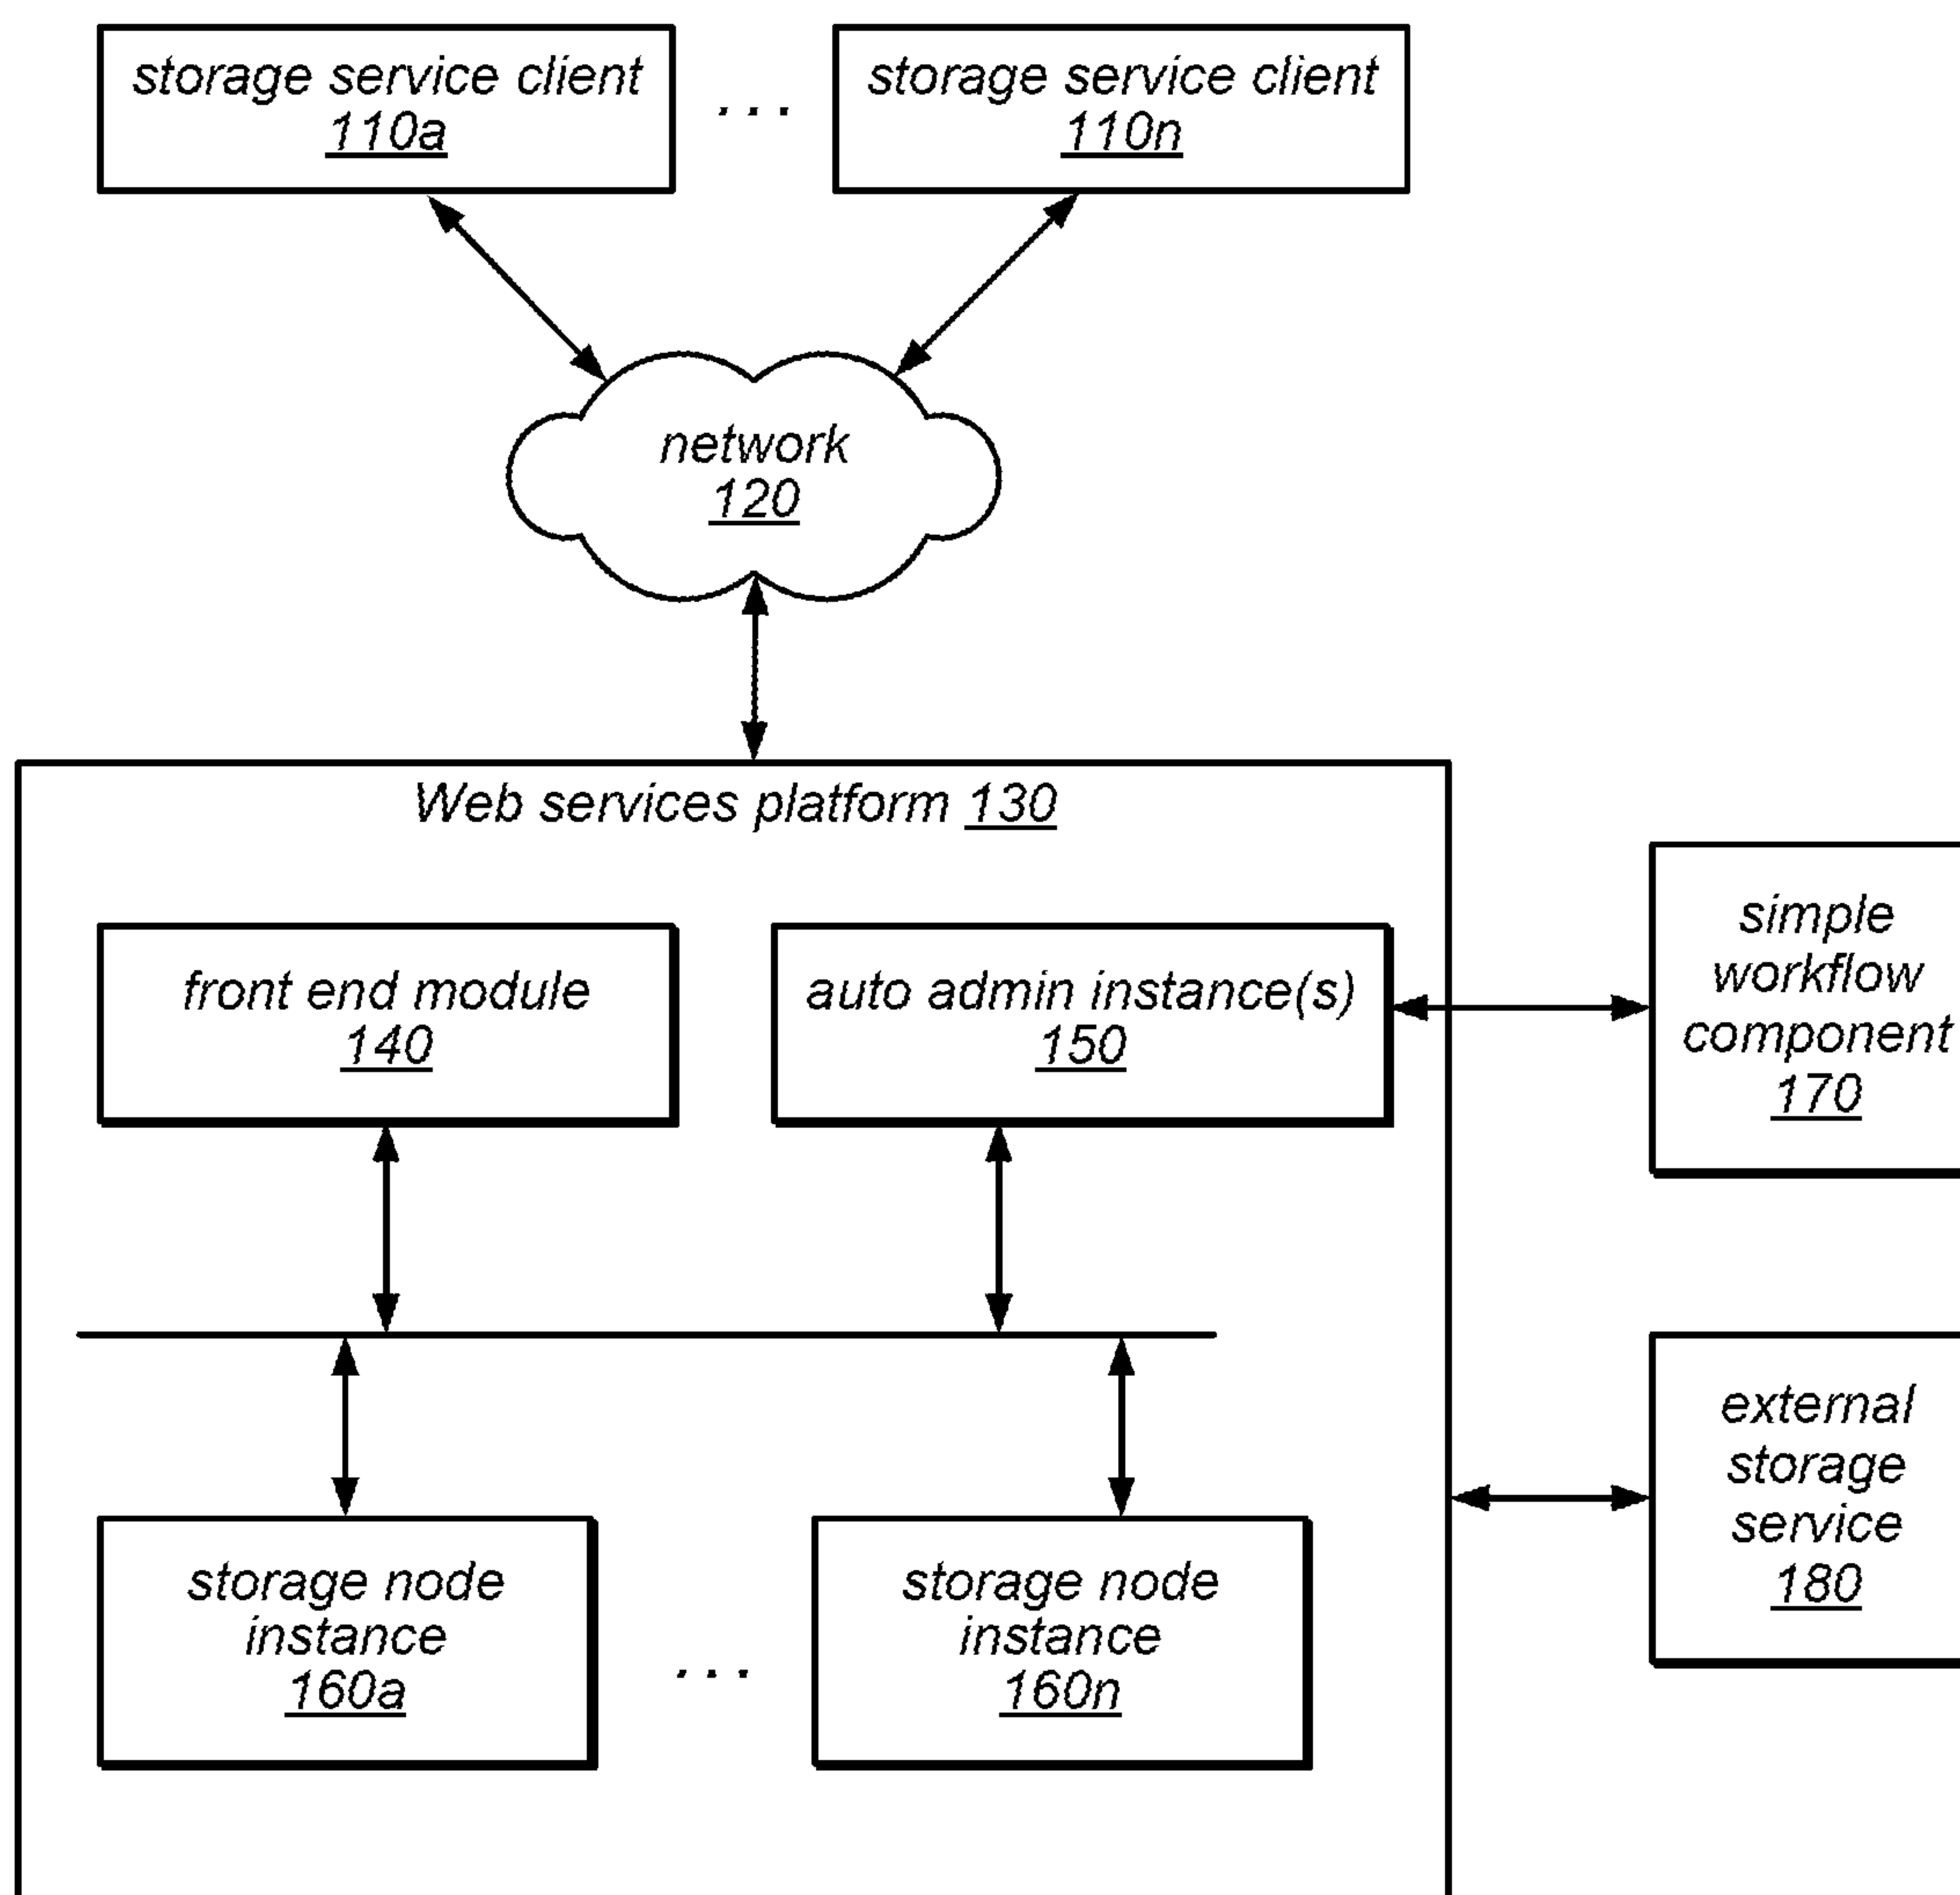 storage service client
110a
. . .
storage service client
110n
network
120
Web services platform 130
front end module
140
auto admin instance(s)
150
simple
workflow
component
170
external
storage
service
180
storage node
instance
160a
. . .
storage node
instance
160n